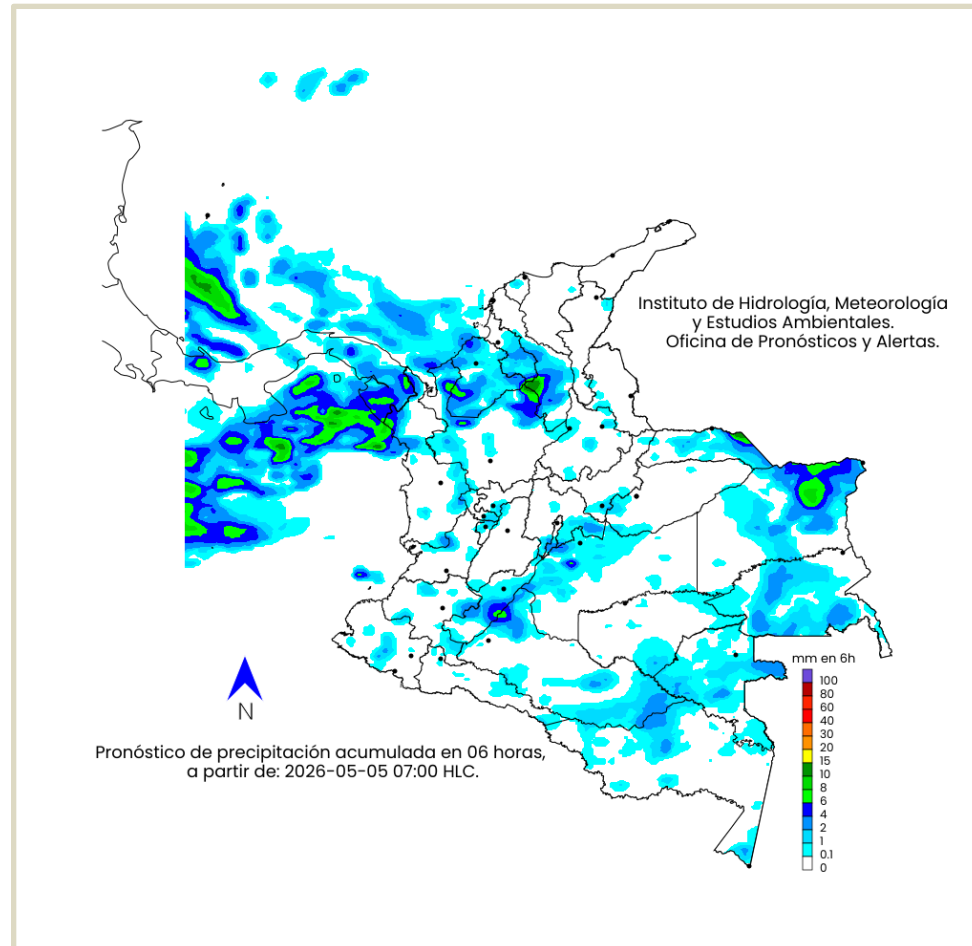 Instituto de Hidrología, Meteorología
y Estudios Ambientales.
Oficina de Pronósticos y Alertas.
mm en 6h
100
80
60
40
30
20
15
10
8
6
4
2
1
0.1
0
N
Pronóstico de precipitación acumulada en 06 horas,
a partir de: 2026-05-05 07:00 HLC.